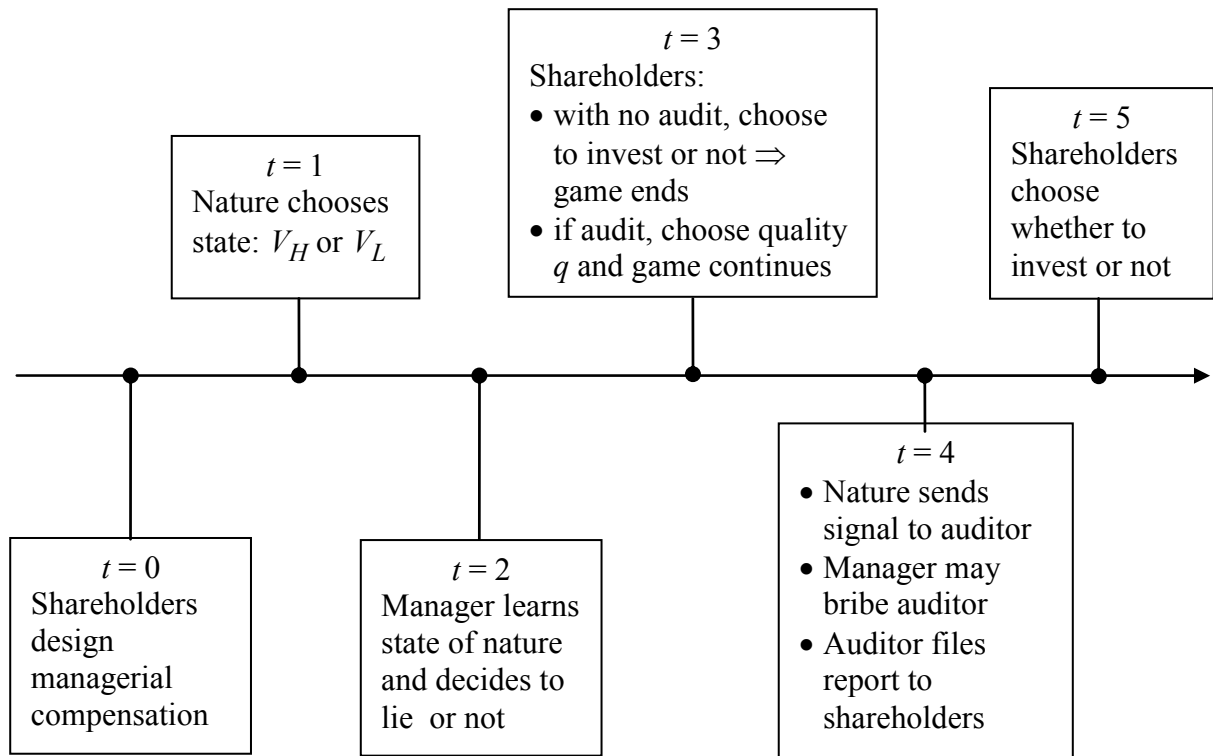 t = 0
Shareholders
design
managerial
compensation
t = 1
Nature chooses
state: V_H or V_L
t = 2
Manager learns
state of nature
and decides to
lie or not
t = 3
Shareholders:
• with no audit, choose
to invest or not ⇒
game ends
• if audit, choose quality
q and game continues
t = 4
• Nature sends
signal to auditor
• Manager may
bribe auditor
• Auditor files
report to
shareholders
t = 5
Shareholders
choose
whether to
invest or not